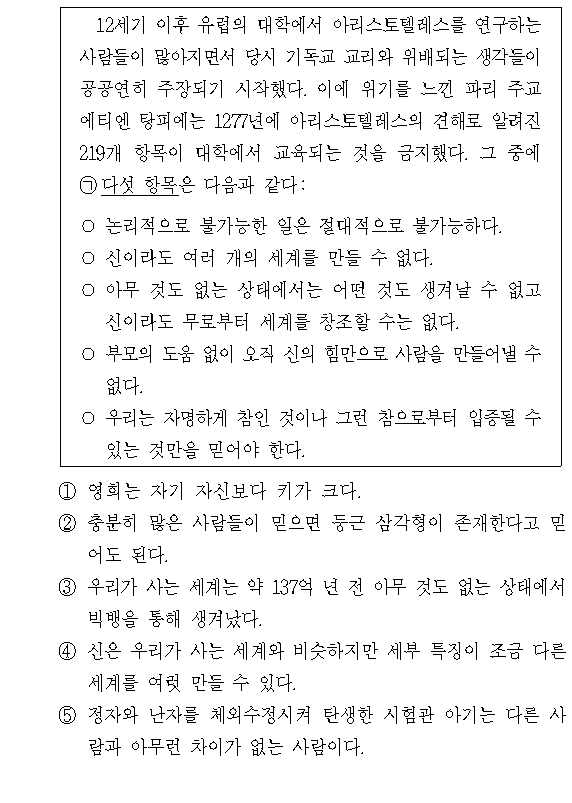 12세기 이후 유럽의 대학에서 아리스토텔레스를 연구하는
사람들이 많아지면서 당시 기독교 교리와 위배되는 생각들이
공공연히 주장되기 시작했다. 이에 위기를 느낀 파리 주교
에티엔 탕피에는 1277년에 아리스토텔레스의 견해로 알려진
219개 항목이 대학에서 교육되는 것을 금지했다. 그 중에
㉠다섯 항목은 다음과 같다:
○ 논리적으로 불가능한 일은 절대적으로 불가능하다.
○ 신이라도 여러 개의 세계를 만들 수 없다.
○ 아무 것도 없는 상태에서는 어떤 것도 생겨날 수 없고
신이라도 무로부터 세계를 창조할 수는 없다.
○ 부모의 도움 없이 오직 신의 힘만으로 사람을 만들어낼 수
없다.
○ 우리는 자명하게 참인 것이나 그런 참으로부터 입증될 수
있는 것만을 믿어야 한다.
① 영희는 자기 자신보다 키가 크다.
② 충분히 많은 사람들이 믿으면 둥근 삼각형이 존재한다고 믿
어도 된다.
③ 우리가 사는 세계는 약 137억 년 전 아무 것도 없는 상태에서
빅뱅을 통해 생겨났다.
④ 신은 우리가 사는 세계와 비슷하지만 세부 특징이 조금 다른
세계를 여럿 만들 수 있다.
⑤ 정자와 난자를 체외수정시켜 탄생한 시험관 아기는 다른 사
람과 아무런 차이가 없는 사람이다.